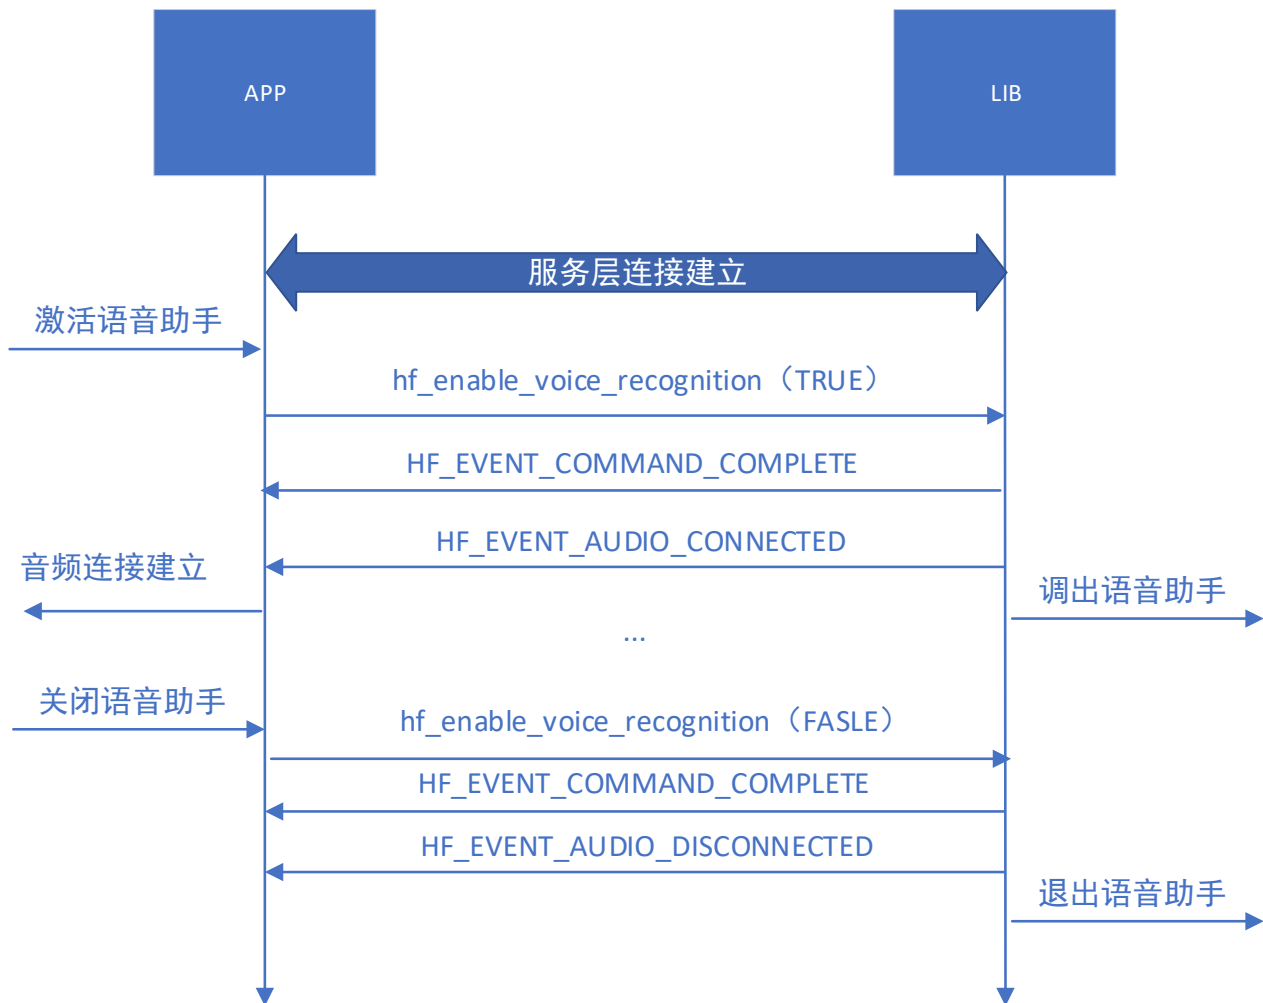 APP
LIB
服务层连接建立
激活语音助手
hf_enable_voice_recognition（TRUE）
HF_EVENT_COMMAND_COMPLETE
HF_EVENT_AUDIO_CONNECTED
音频连接建立
调出语音助手
...
关闭语音助手
hf_enable_voice_recognition（FASLE）
HF_EVENT_COMMAND_COMPLETE
HF_EVENT_AUDIO_DISCONNECTED
退出语音助手